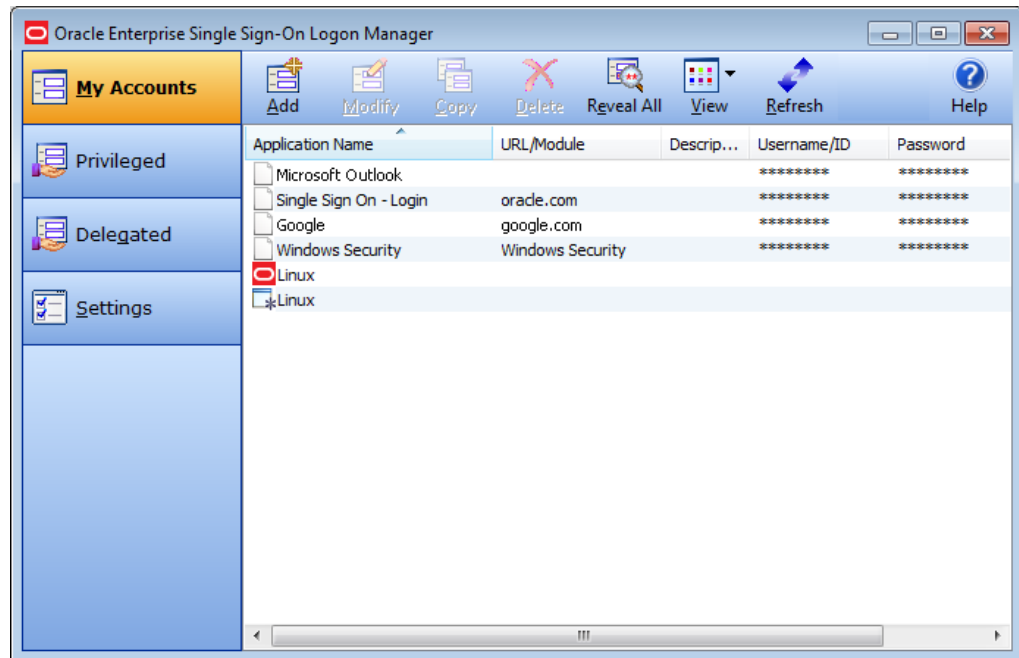 Oracle Enterprise Single Sign-On Logon Manager
My Accounts
Privileged
Delegated
Settings
Add Modify Copy Delete Reveal All View Refresh Help
Application Name URL/Module Descrip... Username/ID Password
Microsoft Outlook ******** ********
Single Sign On - Login oracle.com ******** ********
Google google.com ******** ********
Windows Security Windows Security ******** ********
Linux
Linux